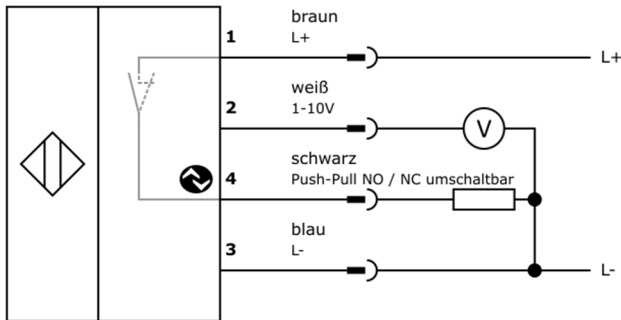 braun
1 L+
L+
weiß
2 1-10V
V
schwarz
4 Push-Pull NO / NC umschaltbar
blau
3 L-
L-